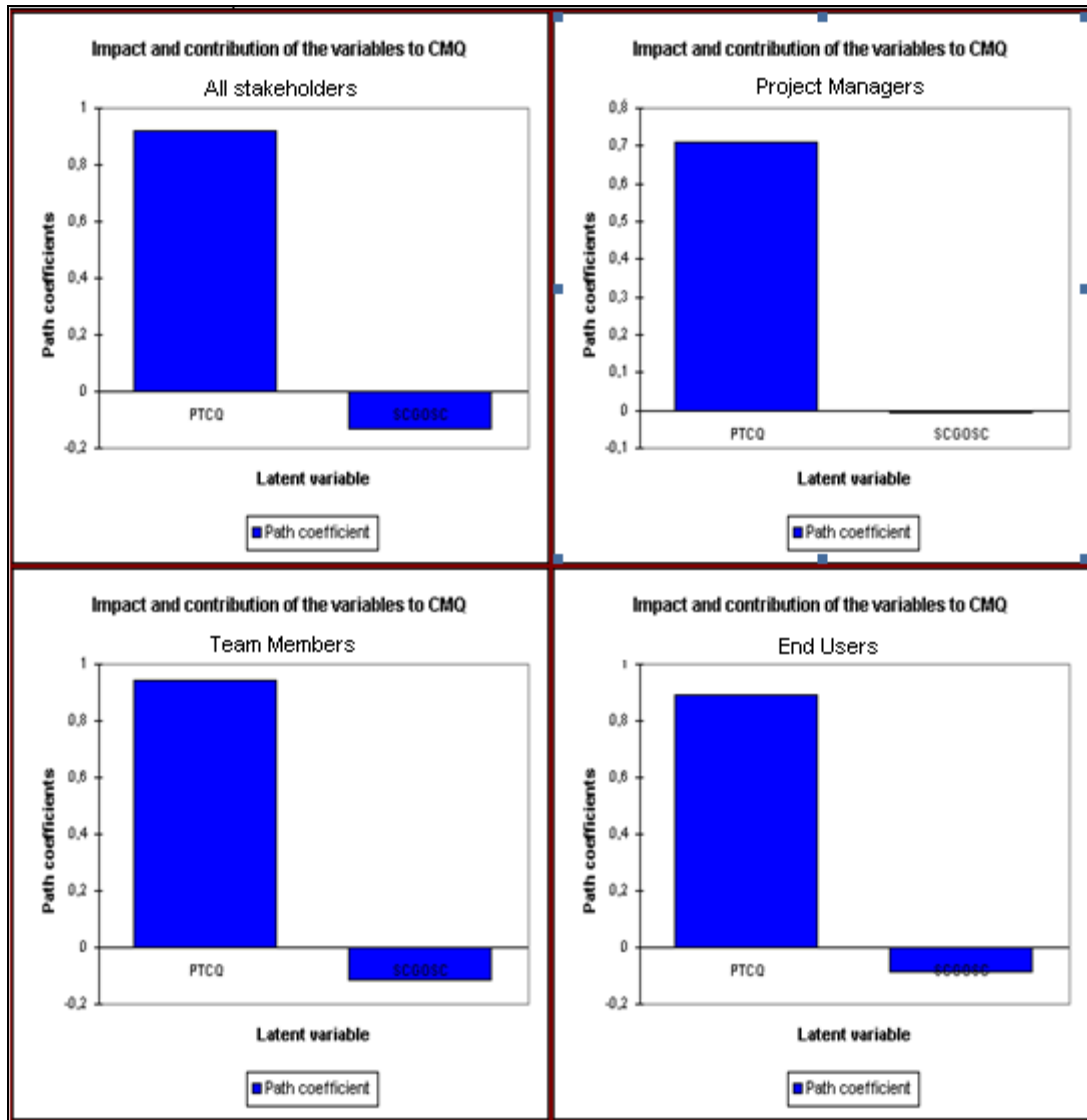 Impact and contribution of the variables to CMQ
All stakeholders
1
0,8
0,6
0,4
0,2
0
-0,2
Path coefficients
PTCQ SCGOSC
Latent variable
Path coefficient
Impact and contribution of the variables to CMQ
Project Managers
0,8
0,7
0,6
0,5
0,4
0,3
0,2
0,1
0
-0,1
Path coefficients
PTCQ SCGOSC
Latent variable
Path coefficient
Impact and contribution of the variables to CMQ
Team Members
1
0,8
0,6
0,4
0,2
0
-0,2
Path coefficients
PTCQ SCGOSC
Latent variable
Path coefficient
Impact and contribution of the variables to CMQ
End Users
1
0,8
0,6
0,4
0,2
0
-0,2
Path coefficients
PTCQ SCGOSC
Latent variable
Path coefficient